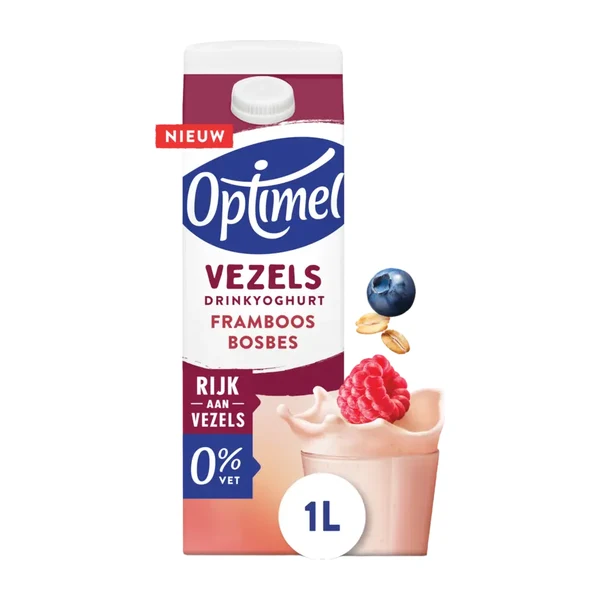 NIEUW
Optimel
VEZELS
DRINKYOGHURT
FRAMBOOS
BOSBES
RIJK
AAN
VEZELS
0%
VET
1L